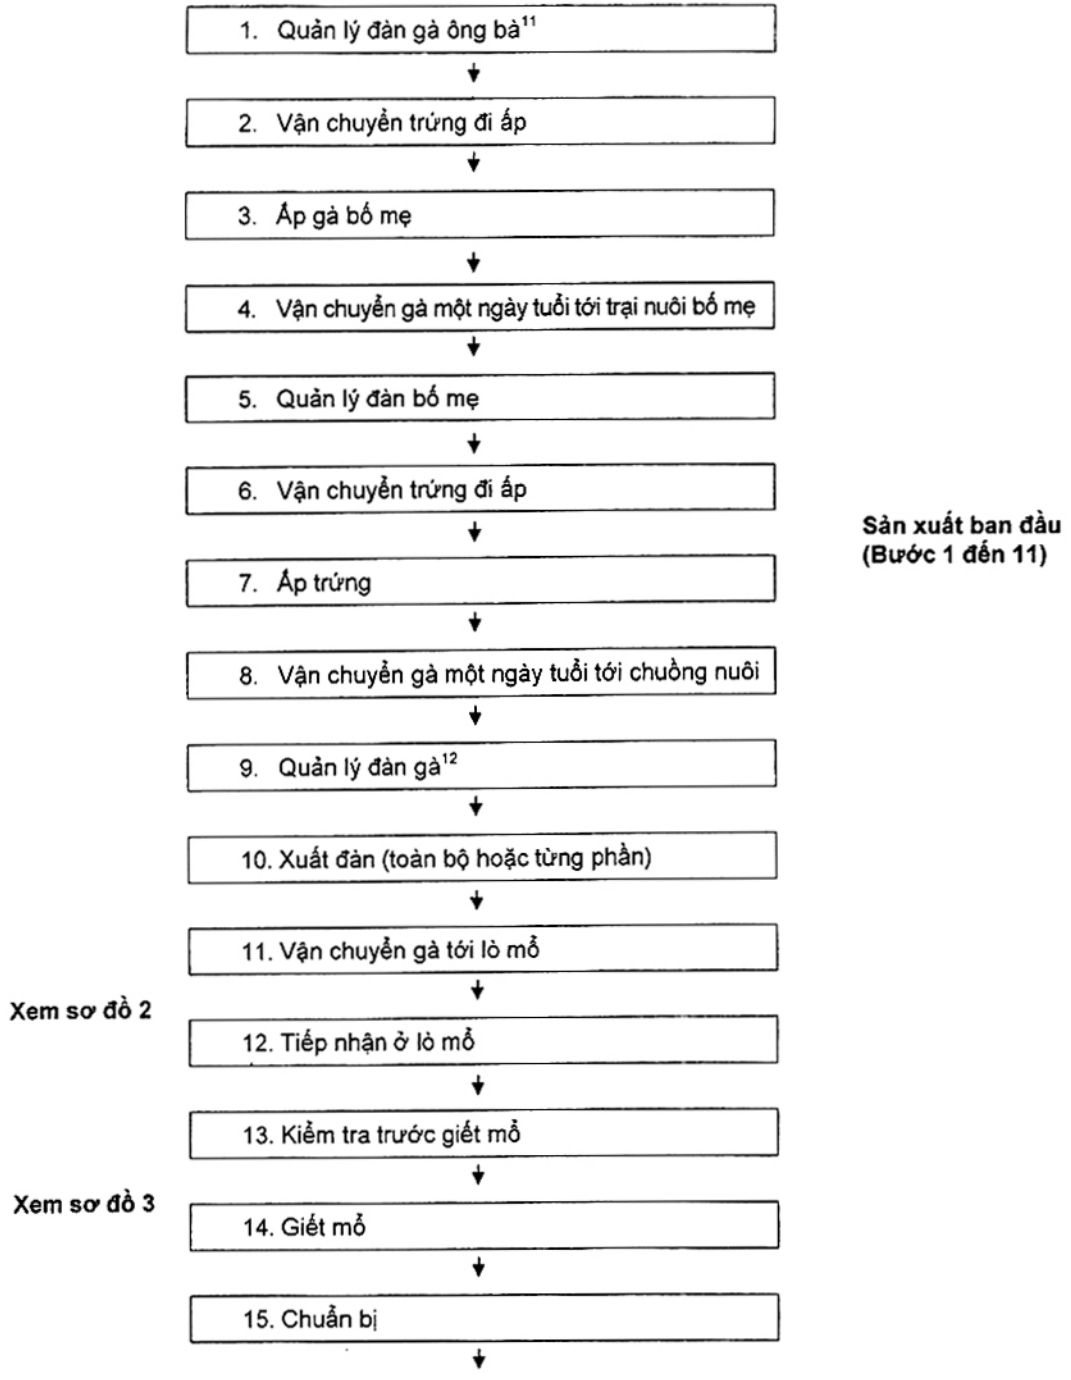 1. Quản lý đàn gà ông bà¹¹
2. Vận chuyển trứng đi ấp
3. Ấp gà bố mẹ
4. Vận chuyển gà một ngày tuổi tới trại nuôi bố mẹ
5. Quản lý đàn bố mẹ
6. Vận chuyển trứng đi ấp
Sản xuất ban đầu
(Bước 1 đến 11)
7. Ấp trứng
8. Vận chuyển gà một ngày tuổi tới chuồng nuôi
9. Quản lý đàn gà¹²
10. Xuất đàn (toàn bộ hoặc từng phần)
11. Vận chuyển gà tới lò mổ
Xem sơ đồ 2
12. Tiếp nhận ở lò mổ
13. Kiểm tra trước giết mổ
Xem sơ đồ 3
14. Giết mổ
15. Chuẩn bị